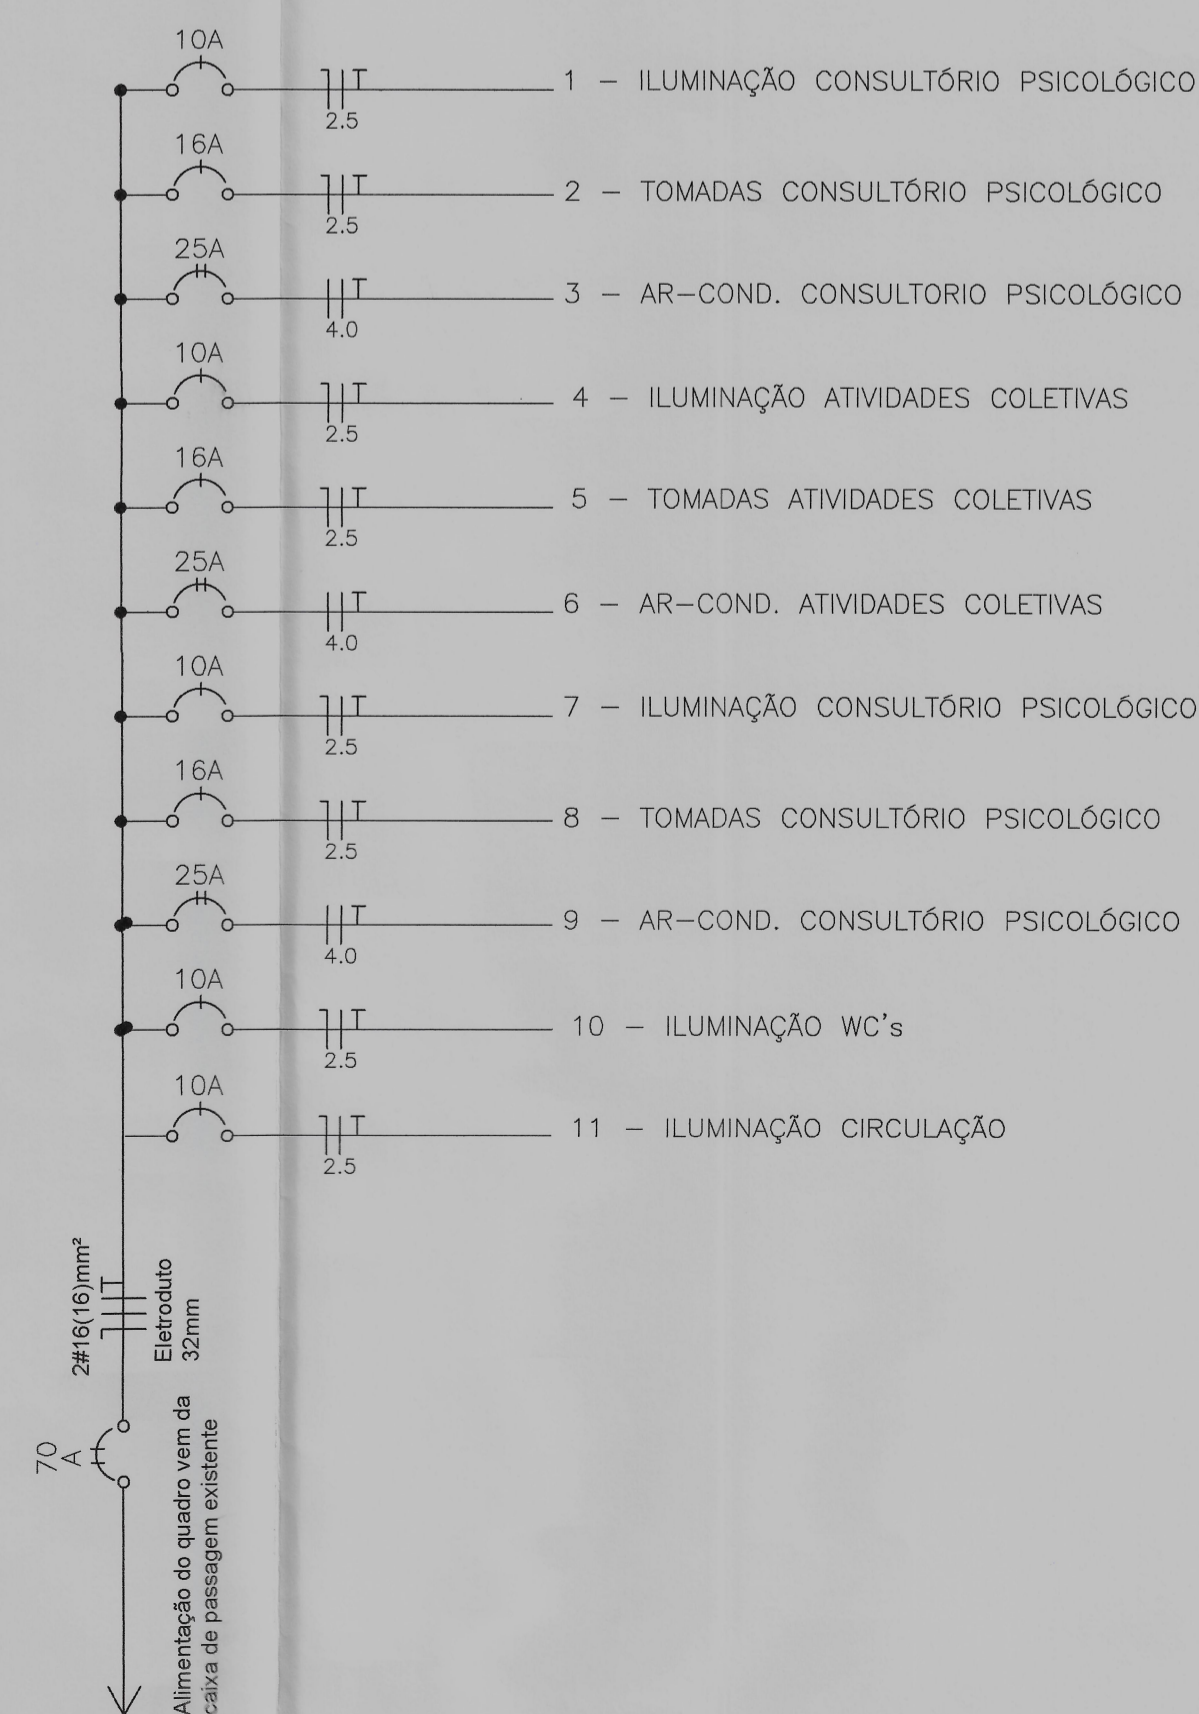 10A
2.5
1 - ILUMINAÇÃO CONSULTÓRIO PSICOLÓGICO
16A
2.5
2 - TOMADAS CONSULTÓRIO PSICOLÓGICO
25A
4.0
3 - AR-COND. CONSULTORIO PSICOLÓGICO
10A
2.5
4 - ILUMINAÇÃO ATIVIDADES COLETIVAS
16A
2.5
5 - TOMADAS ATIVIDADES COLETIVAS
25A
4.0
6 - AR-COND. ATIVIDADES COLETIVAS
10A
2.5
7 - ILUMINAÇÃO CONSULTÓRIO PSICOLÓGICO
16A
2.5
8 - TOMADAS CONSULTÓRIO PSICOLÓGICO
25A
4.0
9 - AR-COND. CONSULTÓRIO PSICOLÓGICO
10A
2.5
10 - ILUMINAÇÃO WC's
10A
2.5
11 - ILUMINAÇÃO CIRCULAÇÃO
2#16(16)mm²
Eletroduto
32mm
70
A
Alimentação do quadro vem da
caixa de passagem existente